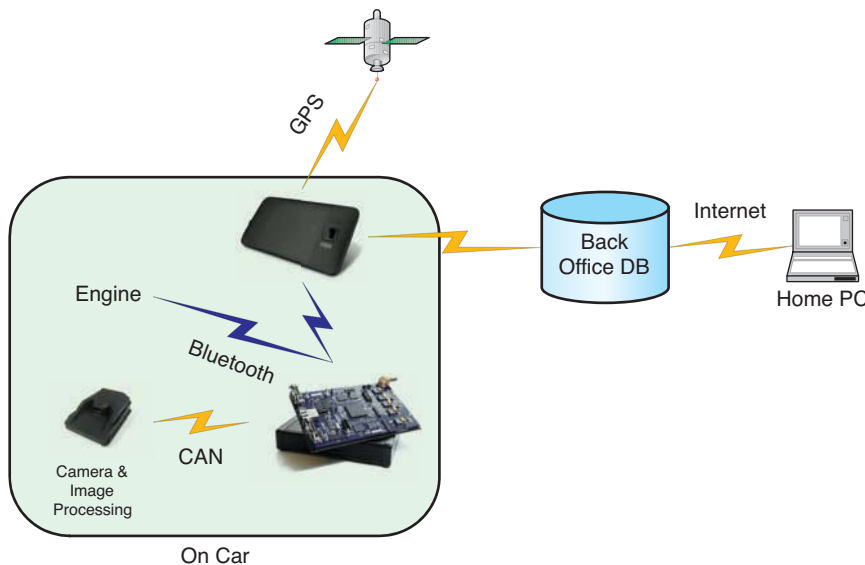 GPS
Internet
Back
Office DB
Home PC
Engine
Bluetooth
CAN
Camera &
Image
Processing
On Car